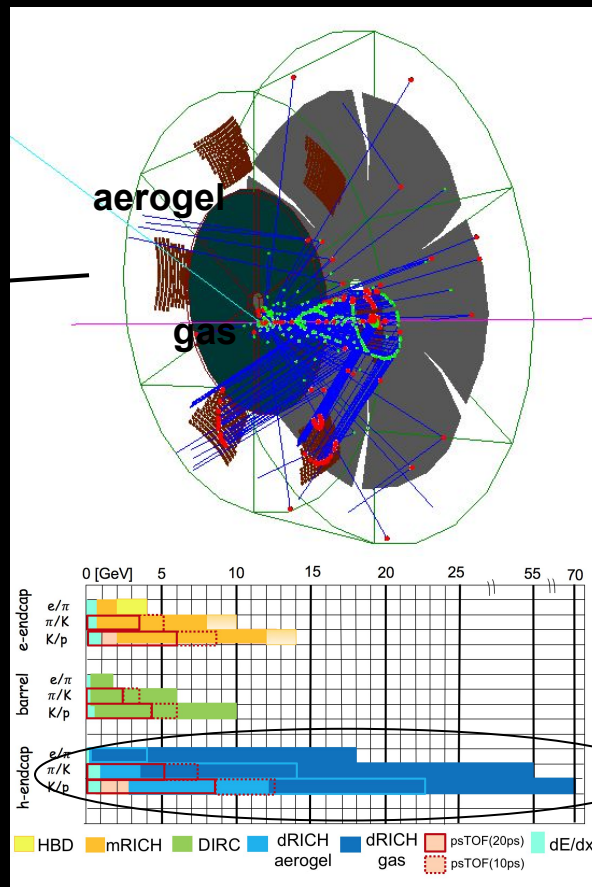 aerogel
gas
0 [GeV] 5 10 15 20 25 55 70
e-endcap
e/π
π/K
K/p
barrel
e/π
π/K
K/p
h-endcap
e/π
π/K
K/p
HBD mRICH DIRC dRICH aerogel dRICH gas psTOF(20ps) dE/dx
psTOF(10ps)